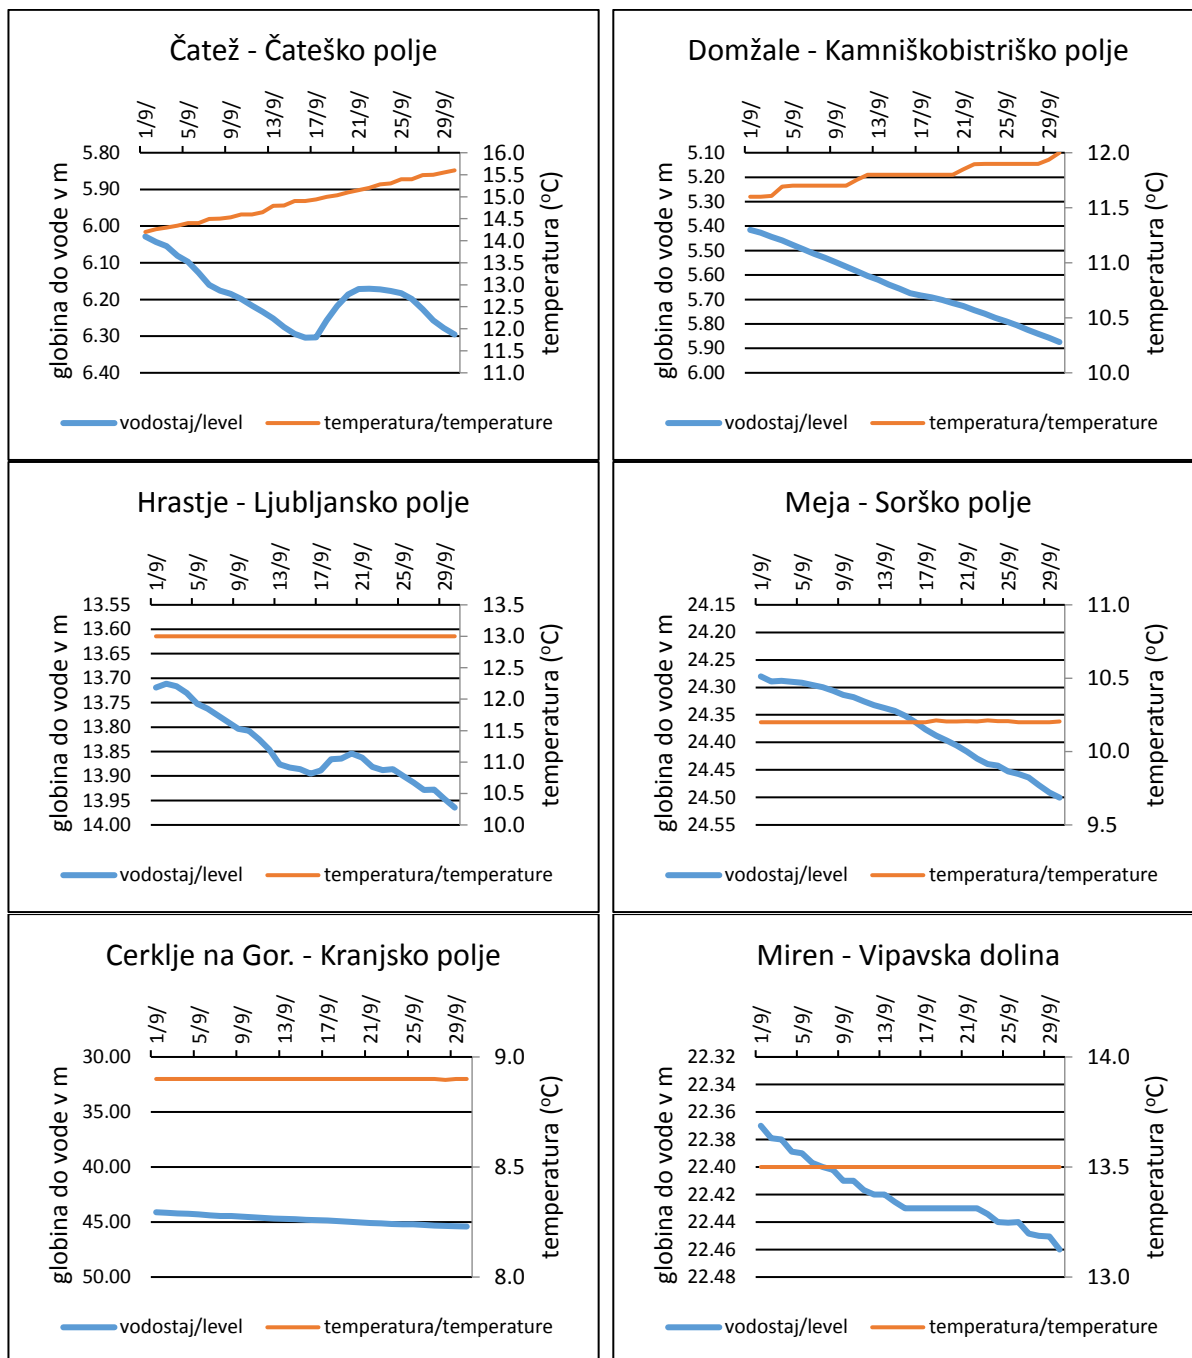 Čatež - Čateško polje
1/9/ 5/9/ 9/9/ 13/9/ 17/9/ 21/9/ 25/9/ 29/9/
globina do vode v m
5.80
5.90
6.00
6.10
6.20
6.30
6.40
16.0
15.5
15.0
14.5
14.0
13.5
13.0
12.5
12.0
11.5
11.0
temperatura (ºC)
vodostaj/level temperatura/temperature
Domžale - Kamniškobistriško polje
1/9/ 5/9/ 9/9/ 13/9/ 17/9/ 21/9/ 25/9/ 29/9/
globina do vode v m
5.10
5.20
5.30
5.40
5.50
5.60
5.70
5.80
5.90
6.00
12.0
11.5
11.0
10.5
10.0
temperatura (ºC)
vodostaj/level temperatura/temperature
Hrastje - Ljubljansko polje
1/9/ 5/9/ 9/9/ 13/9/ 17/9/ 21/9/ 25/9/ 29/9/
globina do vode v m
13.55
13.60
13.65
13.70
13.75
13.80
13.85
13.90
13.95
14.00
13.5
13.0
12.5
12.0
11.5
11.0
10.5
10.0
temperatura (ºC)
vodostaj/level temperatura/temperature
Meja - Sorško polje
1/9/ 5/9/ 9/9/ 13/9/ 17/9/ 21/9/ 25/9/ 29/9/
globina do vode v m
24.15
24.20
24.25
24.30
24.35
24.40
24.45
24.50
24.55
11.0
10.5
10.0
9.5
temperatura (ºC)
vodostaj/level temperatura/temperature
Cerklje na Gor. - Kranjsko polje
1/9/ 5/9/ 9/9/ 13/9/ 17/9/ 21/9/ 25/9/ 29/9/
globina do vode v m
30.00
35.00
40.00
45.00
50.00
9.0
8.5
8.0
temperatura (ºC)
vodostaj/level temperatura/temperature
Miren - Vipavska dolina
1/9/ 5/9/ 9/9/ 13/9/ 17/9/ 21/9/ 25/9/ 29/9/
globina do vode v m
22.32
22.34
22.36
22.38
22.40
22.42
22.44
22.46
22.48
14.0
13.5
13.0
temperatura (ºC)
vodostaj/level temperatura/temperature